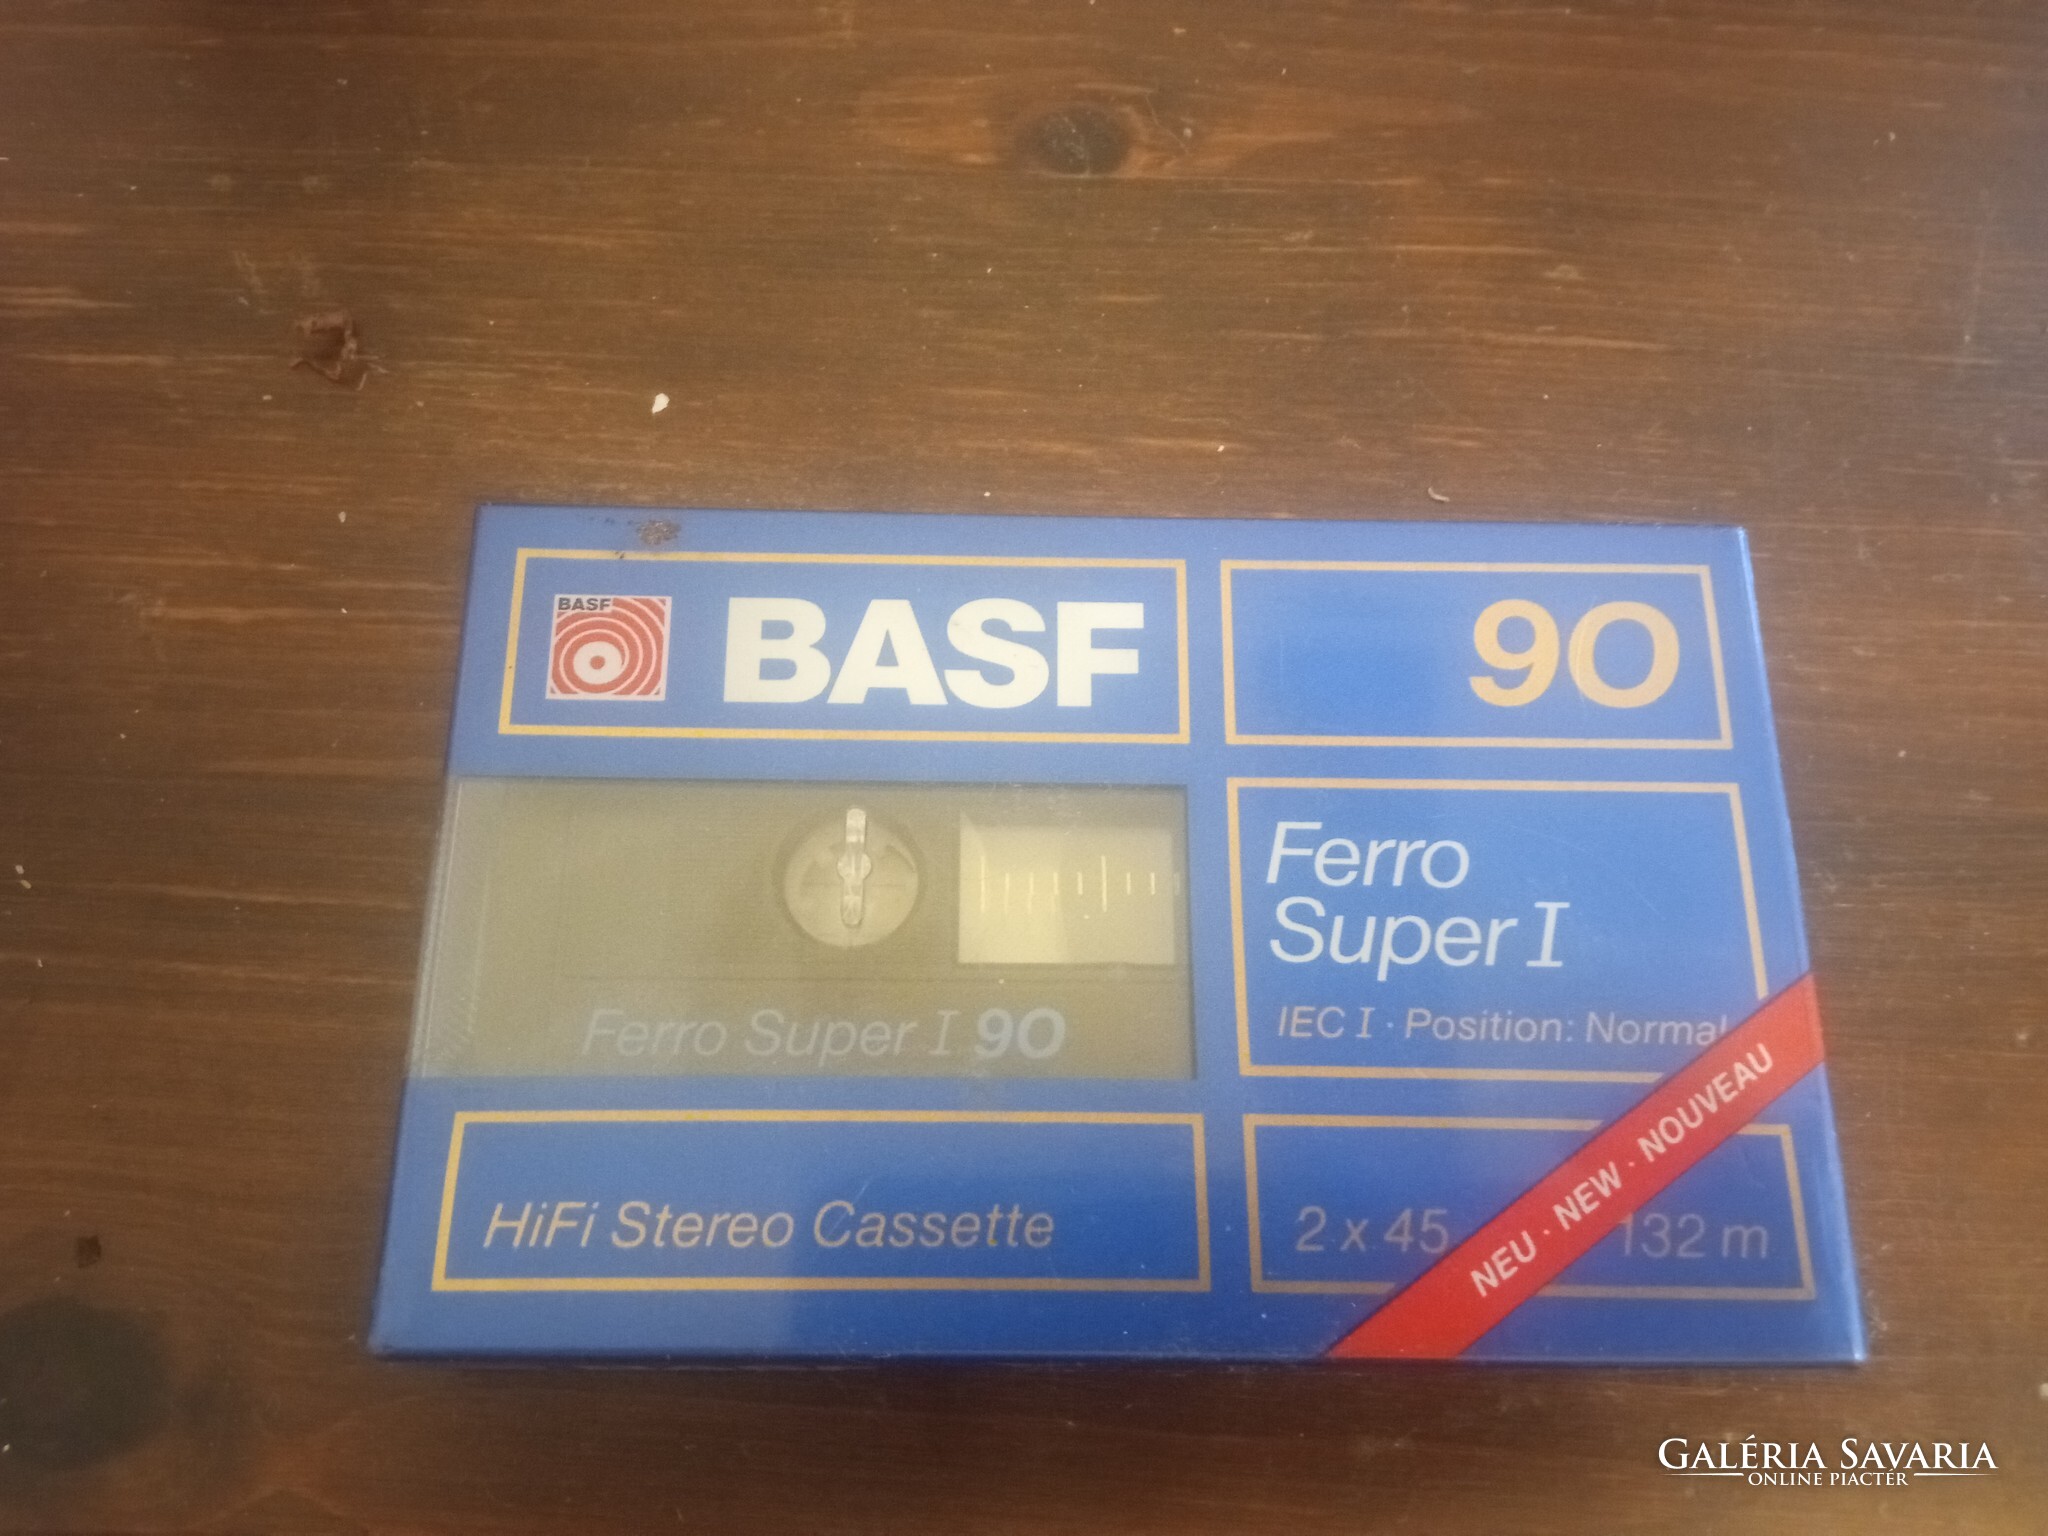 BASF
BASF
90
Ferro
Super I
IEC I · Position: Normal
Ferro Super I 90
HiFi Stereo Cassette
2 x 45
132 m
NEU · NEW · NOUVEAU
GALÉRIA SAVARIA
ONLINE PIACTÉR